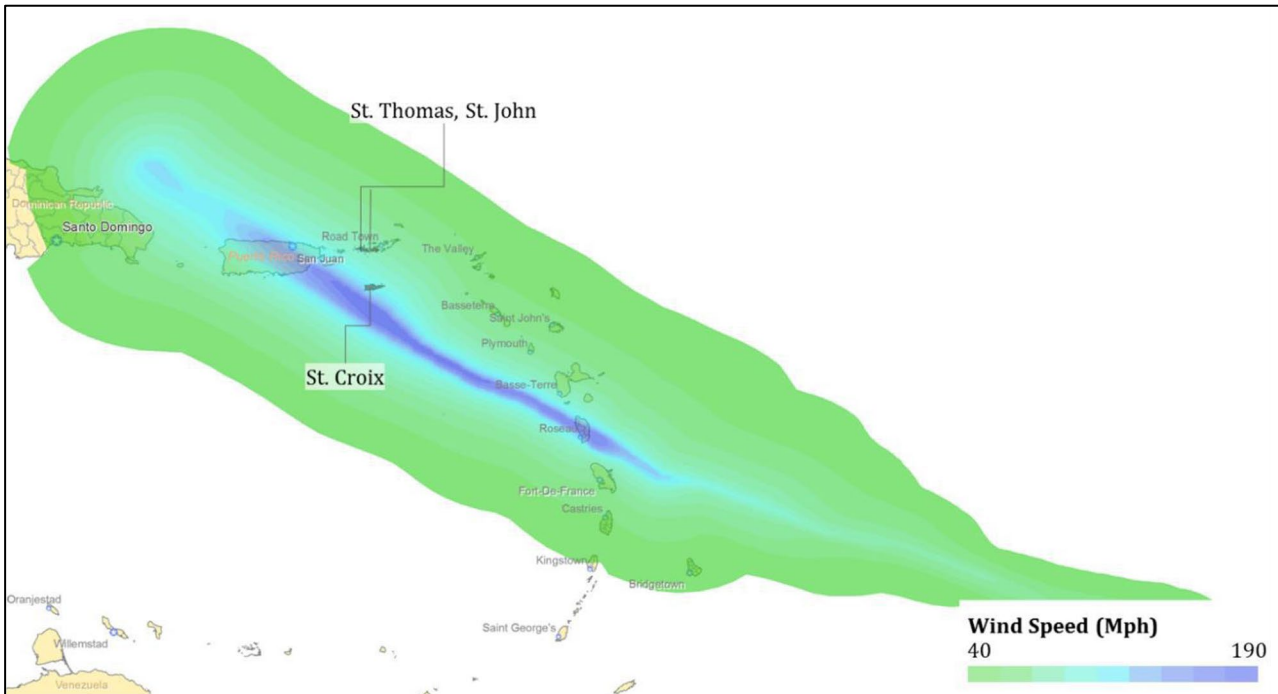 St. Thomas, St. John
Dominican Republic
Santo Domingo
Road Town
The Valley
Puerto Rico
San Juan
Basseterre
Saint John's
Plymouth
St. Croix
Basse-Terre
Roseau
Fort-De-France
Castries
Kingstown
Bridgetown
Oranjestad
Willemstad
Saint George's
Venezuela
Wind Speed (Mph)
40 190